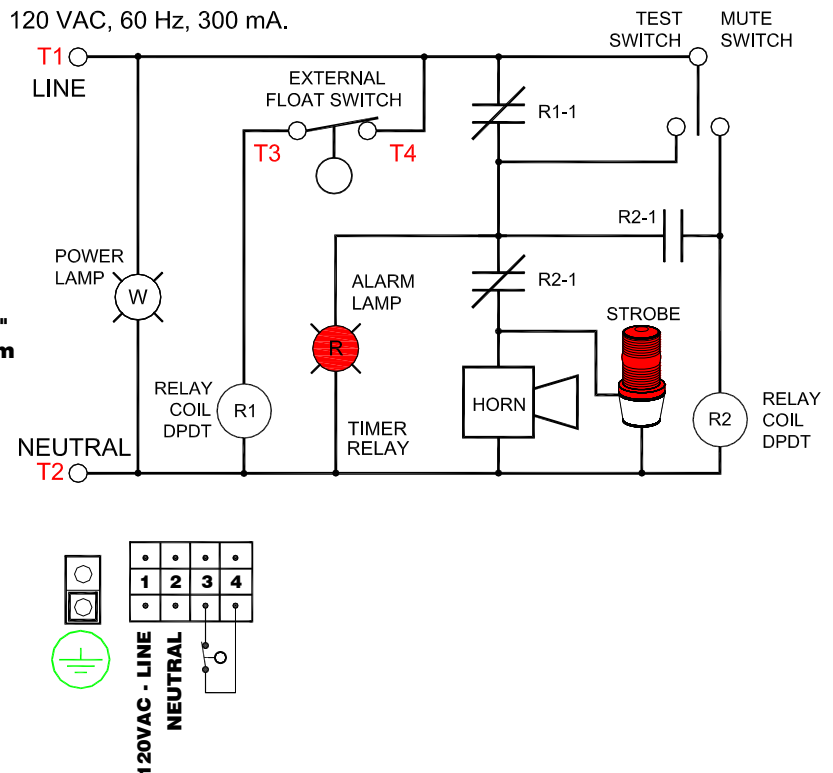 120 VAC, 60 Hz, 300 mA.
TEST
SWITCH
MUTE
SWITCH
T1
LINE
EXTERNAL
FLOAT SWITCH
R1-1
T3
T4
R2-1
POWER
LAMP
W
ALARM
LAMP
R2-1
STROBE
"
m
R
RELAY
COIL
DPDT
R1
HORN
R2
RELAY
COIL
DPDT
TIMER
RELAY
NEUTRAL
T2
1 2 3 4
120VAC - LINE
NEUTRAL